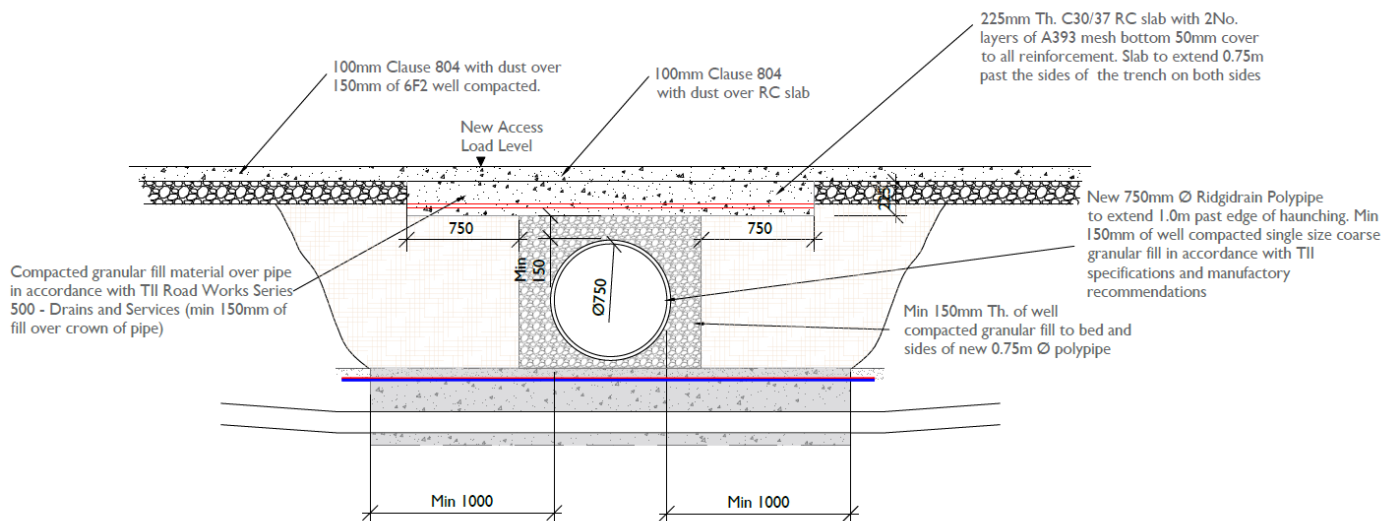 225mm Th. C30/37 RC slab with 2No.
layers of A393 mesh bottom 50mm cover
to all reinforcement. Slab to extend 0.75m
past the sides of the trench on both sides
100mm Clause 804 with dust over
150mm of 6F2 well compacted.
100mm Clause 804
with dust over RC slab
New Access
Load Level
225
New 750mm Ø Ridgidrain Polypipe
to extend 1.0m past edge of haunching. Min
150mm of well compacted single size coarse
granular fill in accordance with TII
specifications and manufactory
recommendations
750
750
Min
150
Ø750
Compacted granular fill material over pipe
in accordance with TII Road Works Series
500 - Drains and Services (min 150mm of
fill over crown of pipe)
Min 150mm Th. of well
compacted granular fill to bed and
sides of new 0.75m Ø polypipe
Min 1000
Min 1000